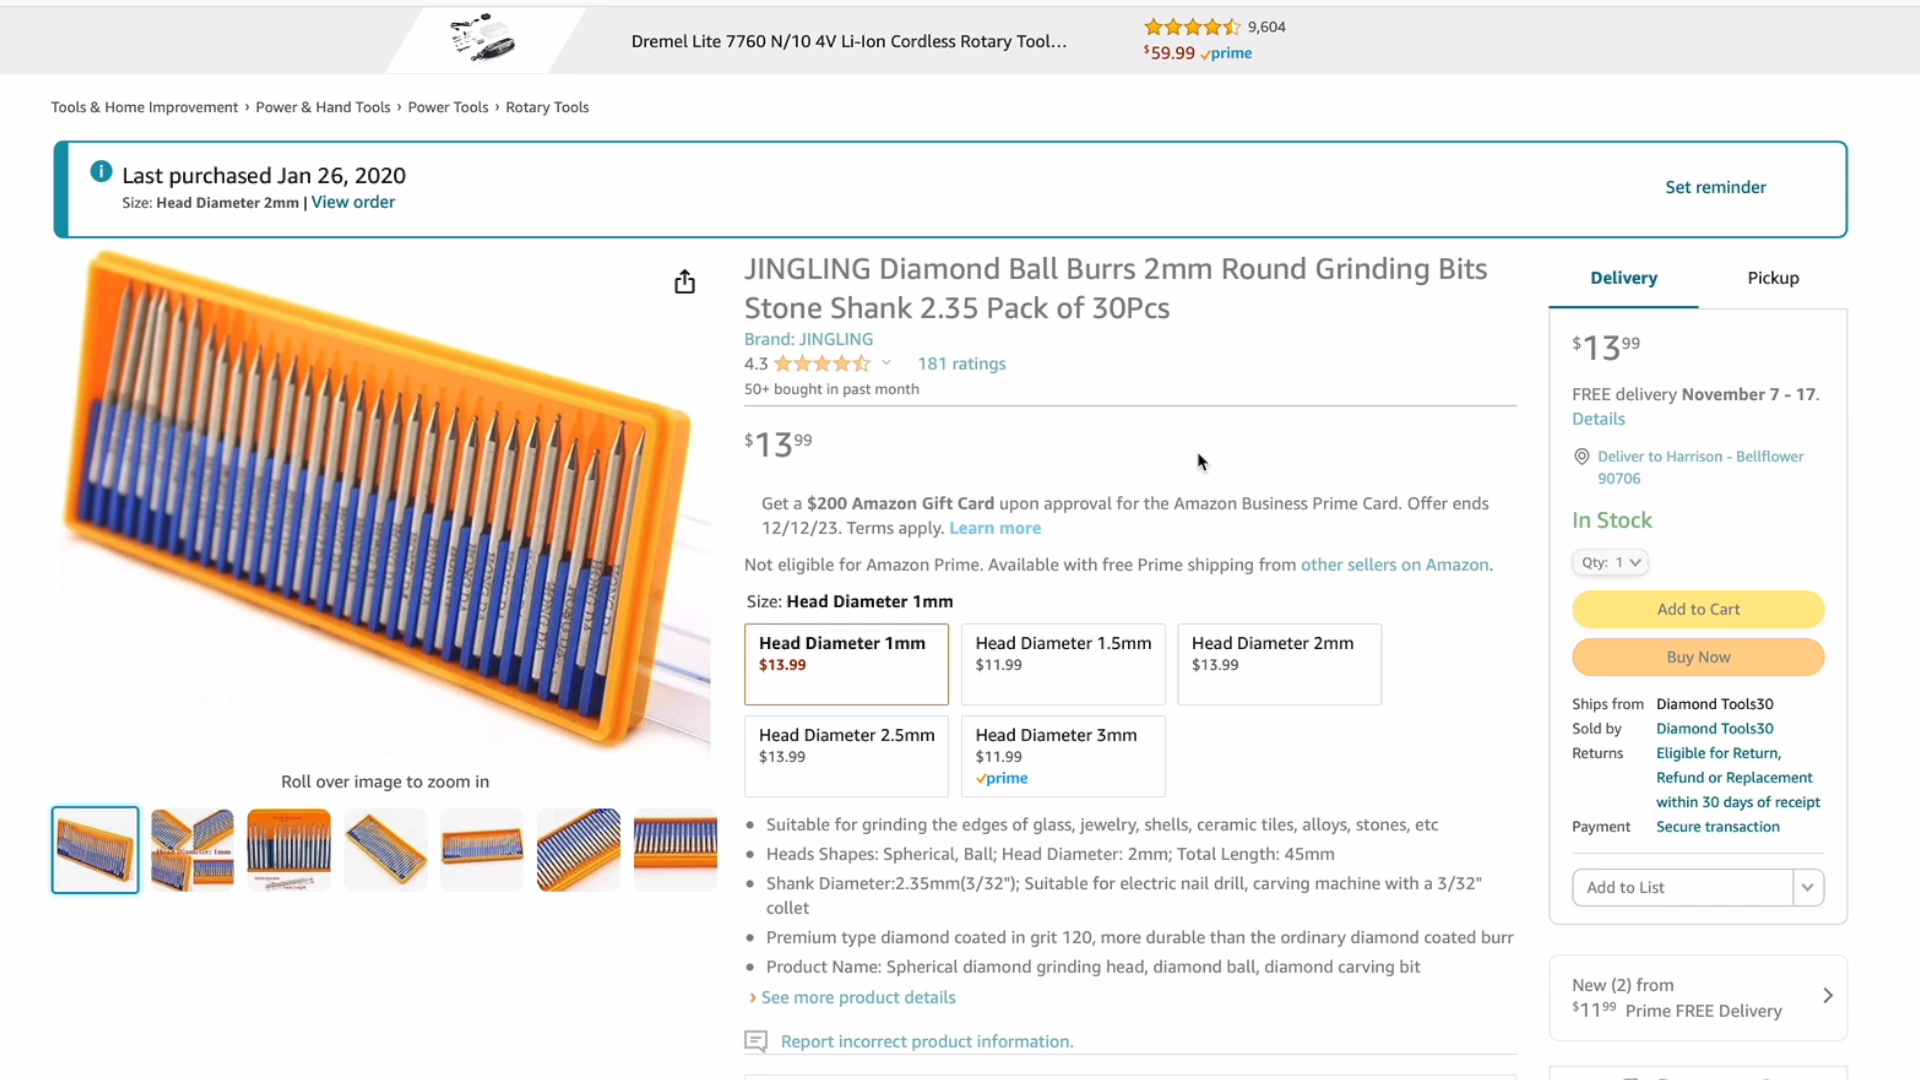 Dremel Lite 7760 N/10 4V Li-Ion Cordless Rotary Tool...
9,604
$59.99 prime
Tools & Home Improvement › Power & Hand Tools › Power Tools › Rotary Tools
Last purchased Jan 26, 2020
Size: Head Diameter 2mm | View order
Set reminder
JINGLING Diamond Ball Burrs 2mm Round Grinding Bits
Stone Shank 2.35 Pack of 30Pcs
Brand: JINGLING
4.3 181 ratings
50+ bought in past month
$13 99
Get a $200 Amazon Gift Card upon approval for the Amazon Business Prime Card. Offer ends
12/12/23. Terms apply. Learn more
Not eligible for Amazon Prime. Available with free Prime shipping from other sellers on Amazon.
Size: Head Diameter 1mm
Head Diameter 1mm
$13.99
Head Diameter 1.5mm
$11.99
Head Diameter 2mm
$13.99
Head Diameter 2.5mm
$13.99
Head Diameter 3mm
$11.99
prime
• Suitable for grinding the edges of glass, jewelry, shells, ceramic tiles, alloys, stones, etc
• Heads Shapes: Spherical, Ball; Head Diameter: 2mm; Total Length: 45mm
• Shank Diameter:2.35mm(3/32"); Suitable for electric nail drill, carving machine with a 3/32"
collet
• Premium type diamond coated in grit 120, more durable than the ordinary diamond coated burr
• Product Name: Spherical diamond grinding head, diamond ball, diamond carving bit
› See more product details
Report incorrect product information.
Roll over image to zoom in
Delivery
Pickup
$13 99
FREE delivery November 7 - 17.
Details
Deliver to Harrison - Bellflower
90706
In Stock
Qty: 1
Add to Cart
Buy Now
Ships from Diamond Tools30
Sold by Diamond Tools30
Returns Eligible for Return,
Refund or Replacement
within 30 days of receipt
Payment Secure transaction
Add to List
New (2) from
$11 99 Prime FREE Delivery